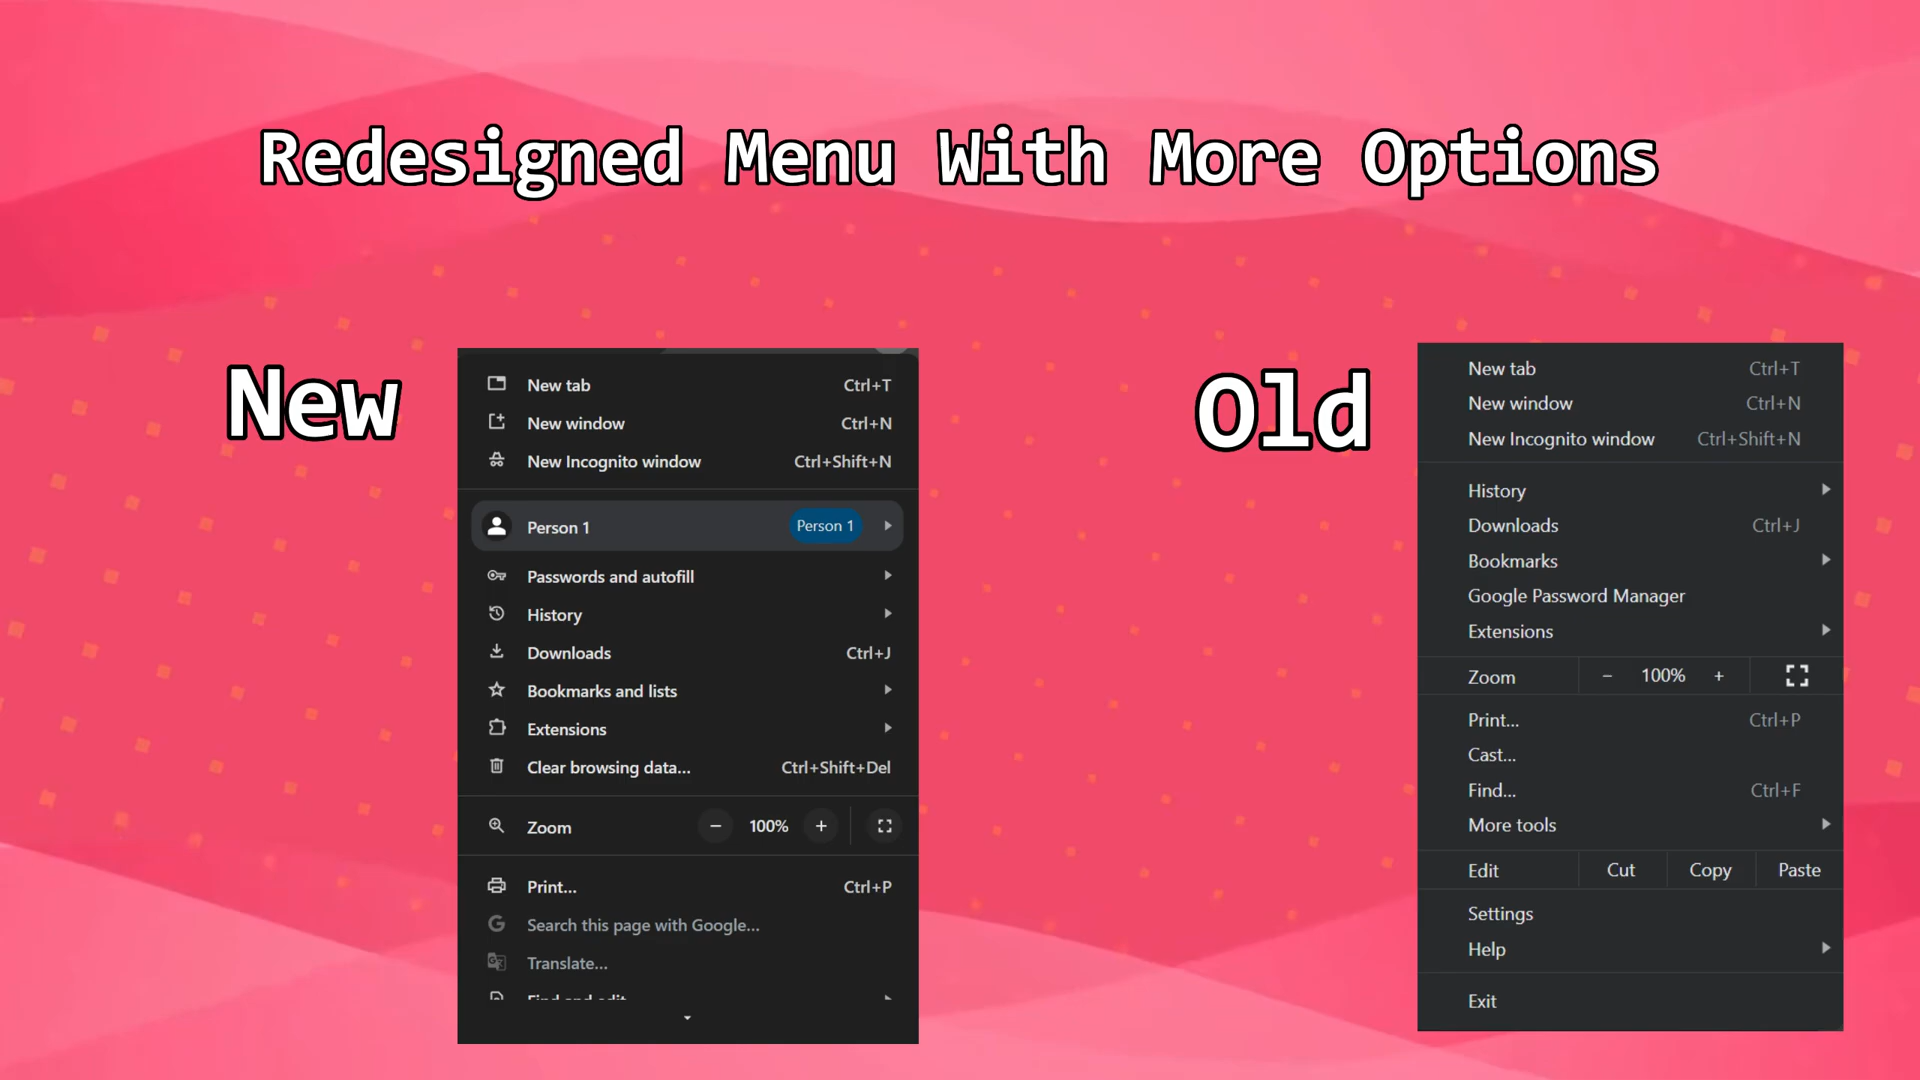 Redesigned Menu With More Options
New
New tab Ctrl+T
New window Ctrl+N
New Incognito window Ctrl+Shift+N
Person 1 Person 1
Passwords and autofill
History
Downloads Ctrl+J
Bookmarks and lists
Extensions
Clear browsing data... Ctrl+Shift+Del
Zoom − 100% +
Print... Ctrl+P
Search this page with Google...
Translate...
Find and edit
Old
New tab Ctrl+T
New window Ctrl+N
New Incognito window Ctrl+Shift+N
History
Downloads Ctrl+J
Bookmarks
Google Password Manager
Extensions
Zoom − 100% +
Print... Ctrl+P
Cast...
Find... Ctrl+F
More tools
Edit Cut Copy Paste
Settings
Help
Exit